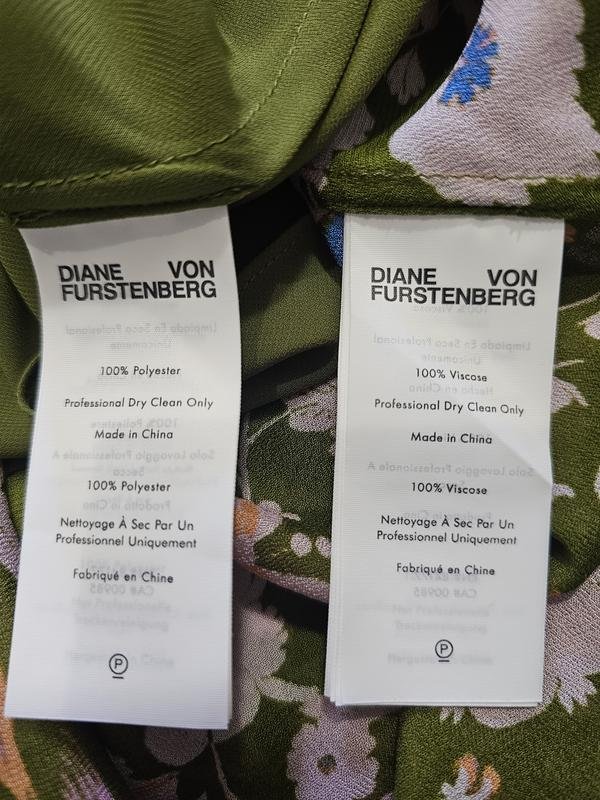 DIANE VON
FURSTENBERG
100% Polyester
Professional Dry Clean Only
Made in China
100% Polyester
Nettoyage À Sec Par Un
Professionnel Uniquement
Fabriqué en Chine
P
DIANE VON
FURSTENBERG
100% Viscose
Professional Dry Clean Only
Made in China
100% Viscose
Nettoyage À Sec Par Un
Professionnel Uniquement
Fabriqué en Chine
P